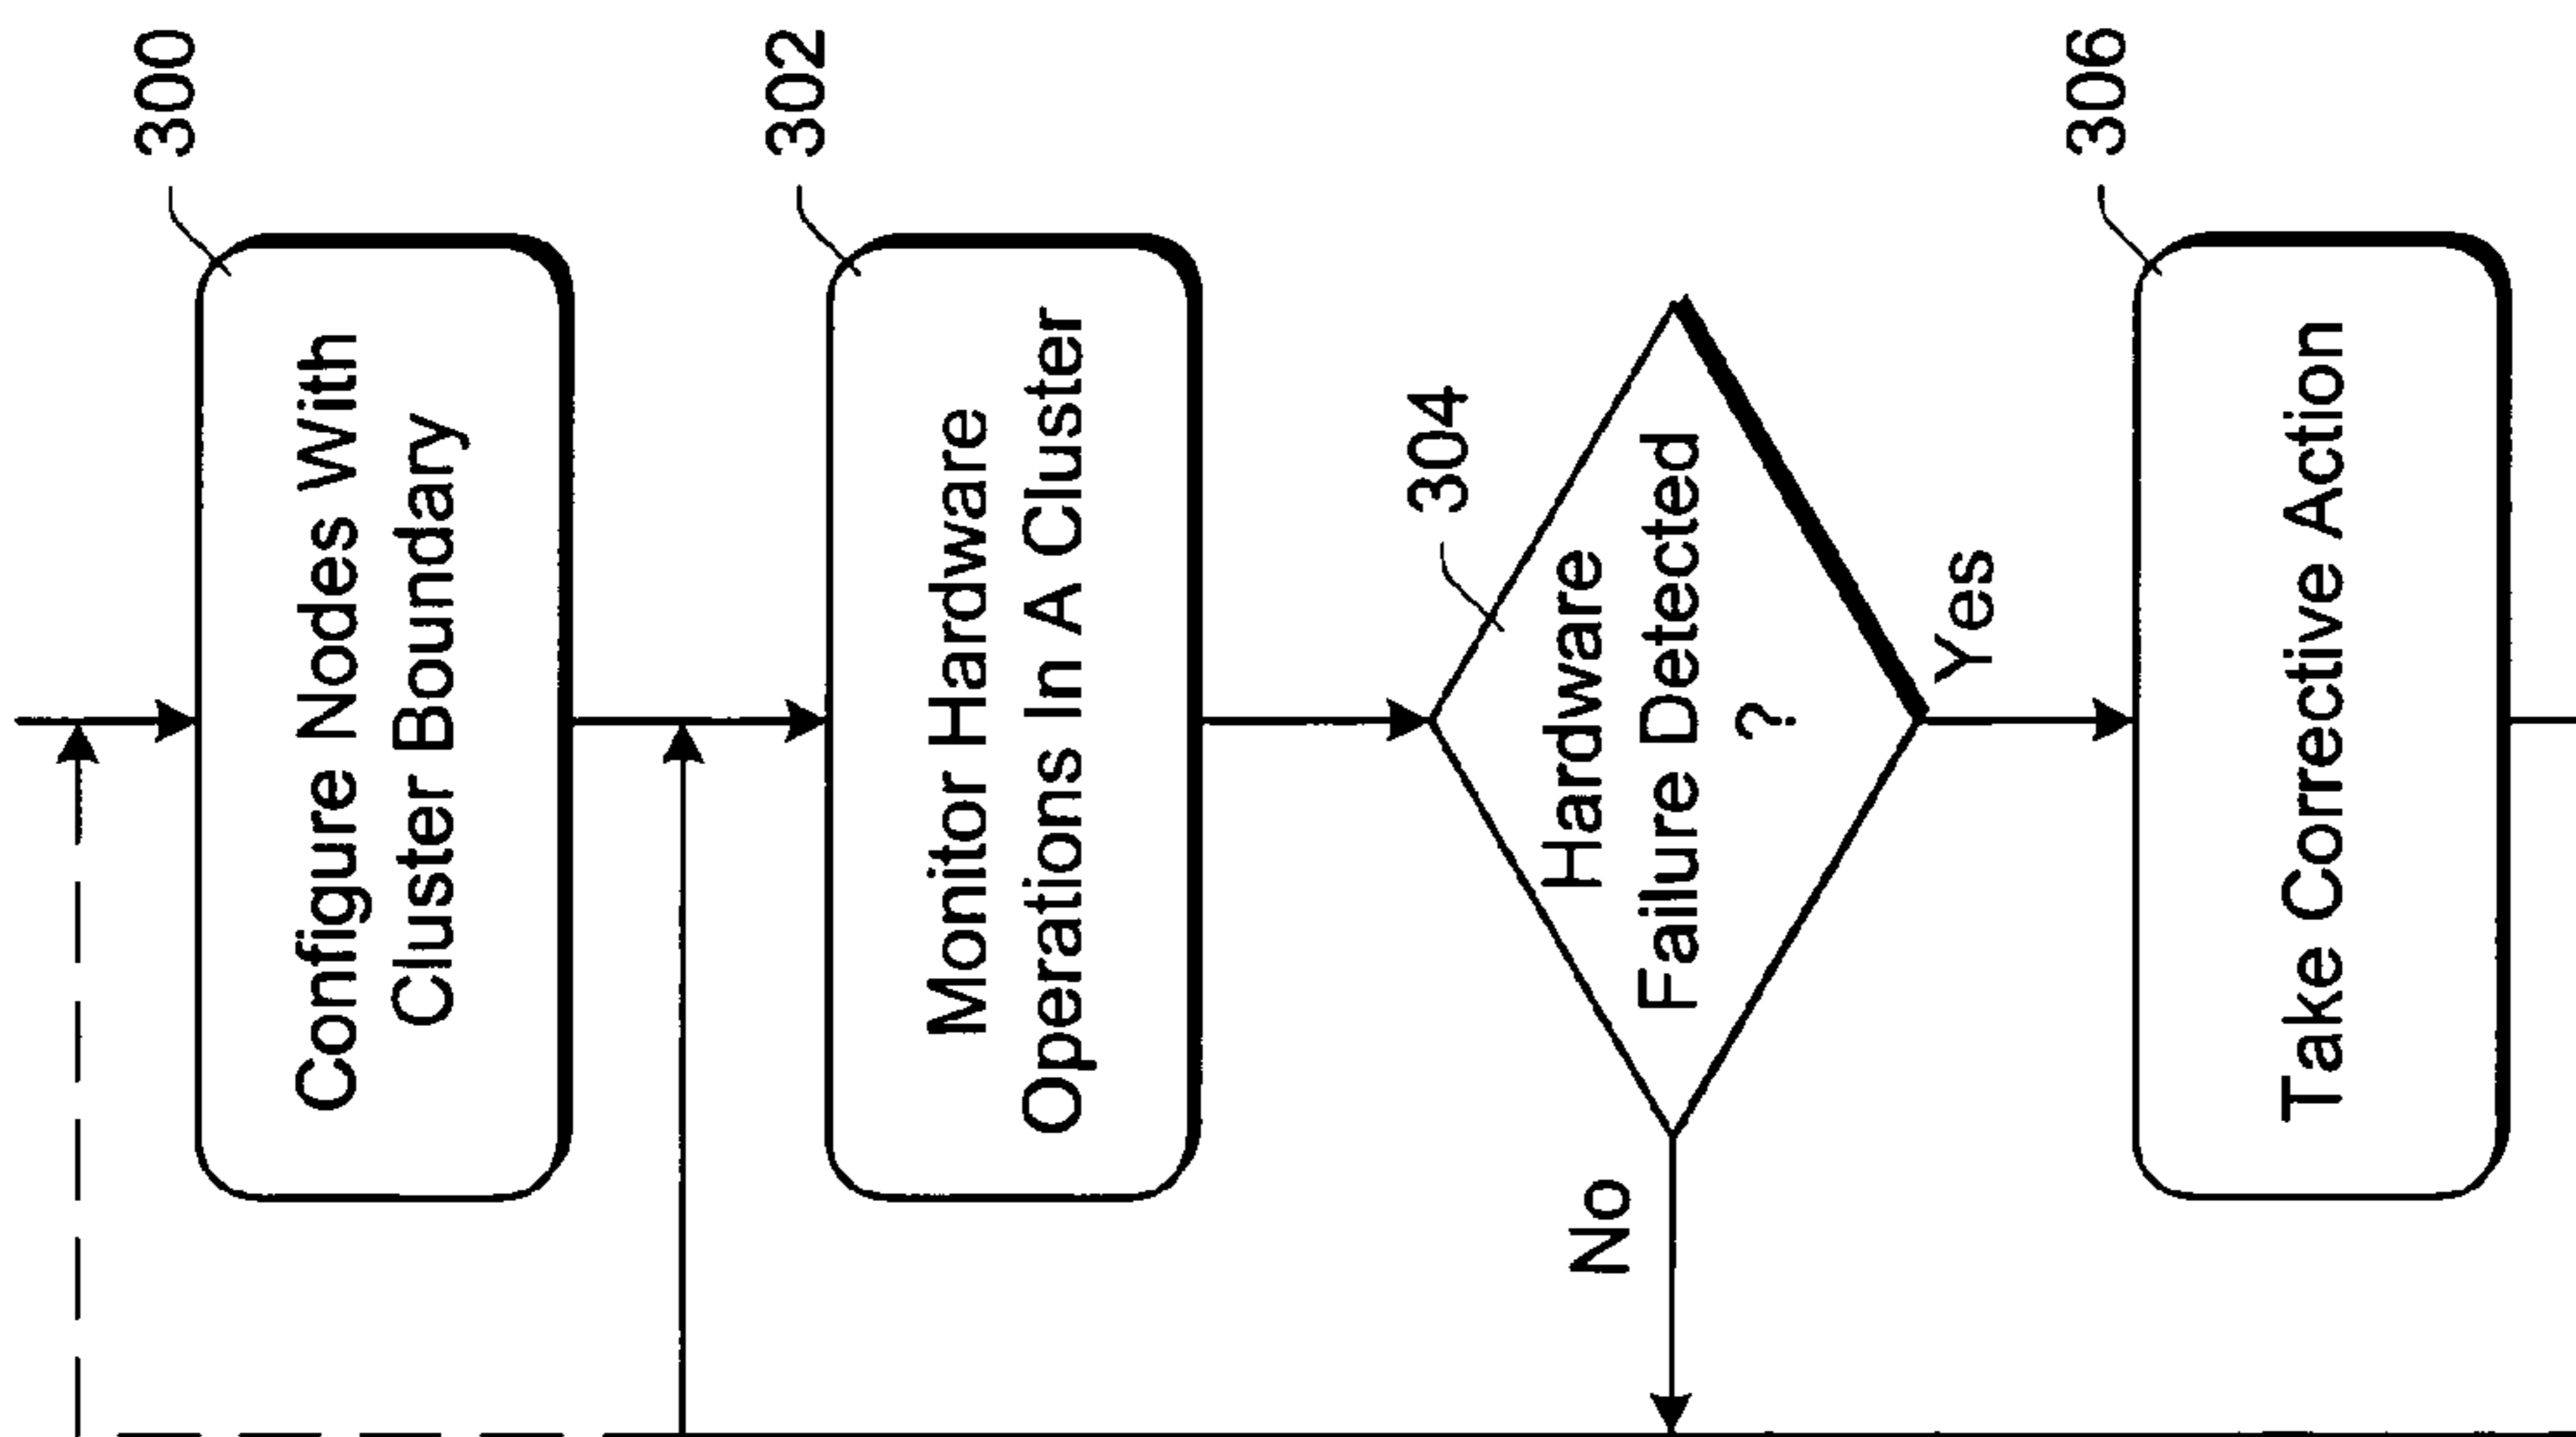 300
Configure Nodes With
Cluster Boundary
302
Monitor Hardware
Operations In A Cluster
304
Hardware
Failure Detected
?
No
Yes
306
Take Corrective Action